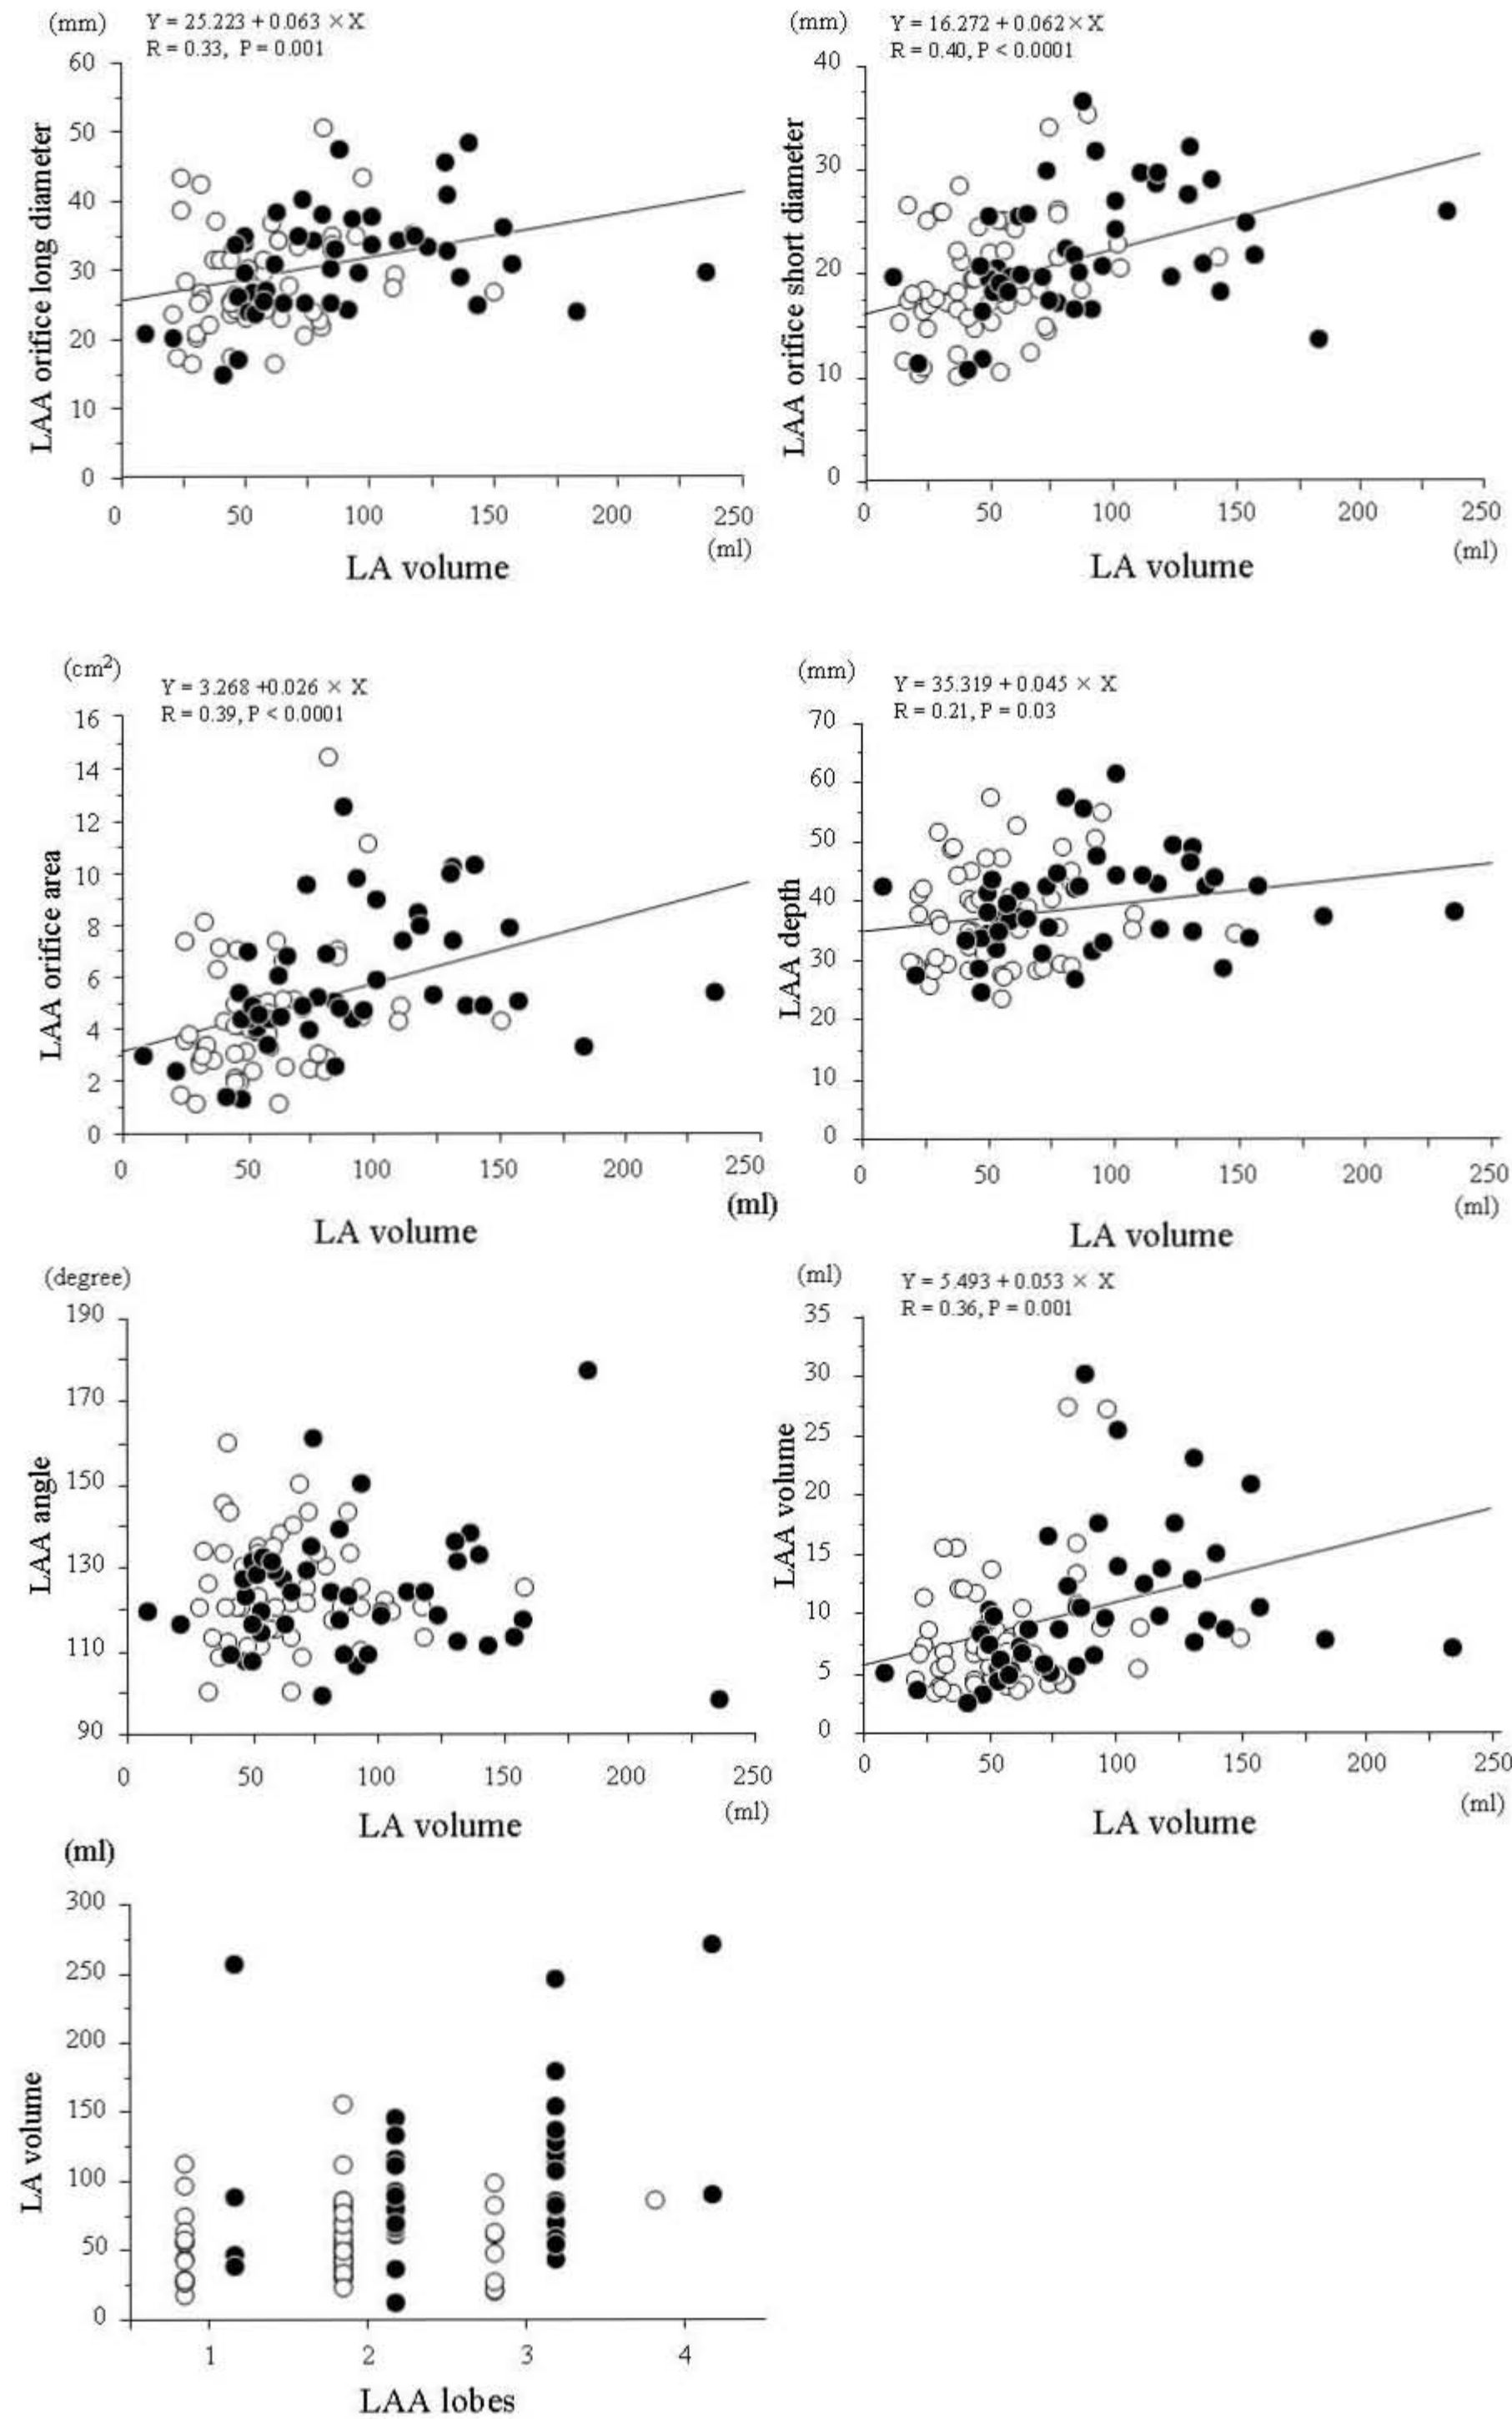 (mm)
Y = 25.223 + 0.063 × X
R = 0.33, P = 0.001
60
50
40
30
20
10
0
LAA orifice long diameter
0 50 100 150 200 250
(ml)
LA volume
(mm)
Y = 16.272 + 0.062 × X
R = 0.40, P < 0.0001
40
30
20
10
0
LAA orifice short diameter
0 50 100 150 200 250
(ml)
LA volume
(cm²)
Y = 3.268 +0.026 × X
R = 0.39, P < 0.0001
16
14
12
10
8
6
4
2
0
LAA orifice area
0 50 100 150 200 250
(ml)
LA volume
(mm)
Y = 35.319 + 0.045 × X
R = 0.21, P = 0.03
70
60
50
40
30
20
10
0
LAA depth
0 50 100 150 200 250
(ml)
LA volume
(degree)
190
170
150
130
110
90
LAA angle
0 50 100 150 200 250
(ml)
LA volume
(ml)
Y = 5.493 + 0.053 × X
R = 0.36, P = 0.001
35
30
25
20
15
10
5
0
LAA volume
0 50 100 150 200 250
(ml)
LA volume
(ml)
300
250
200
150
100
50
0
LA volume
1 2 3 4
LAA lobes